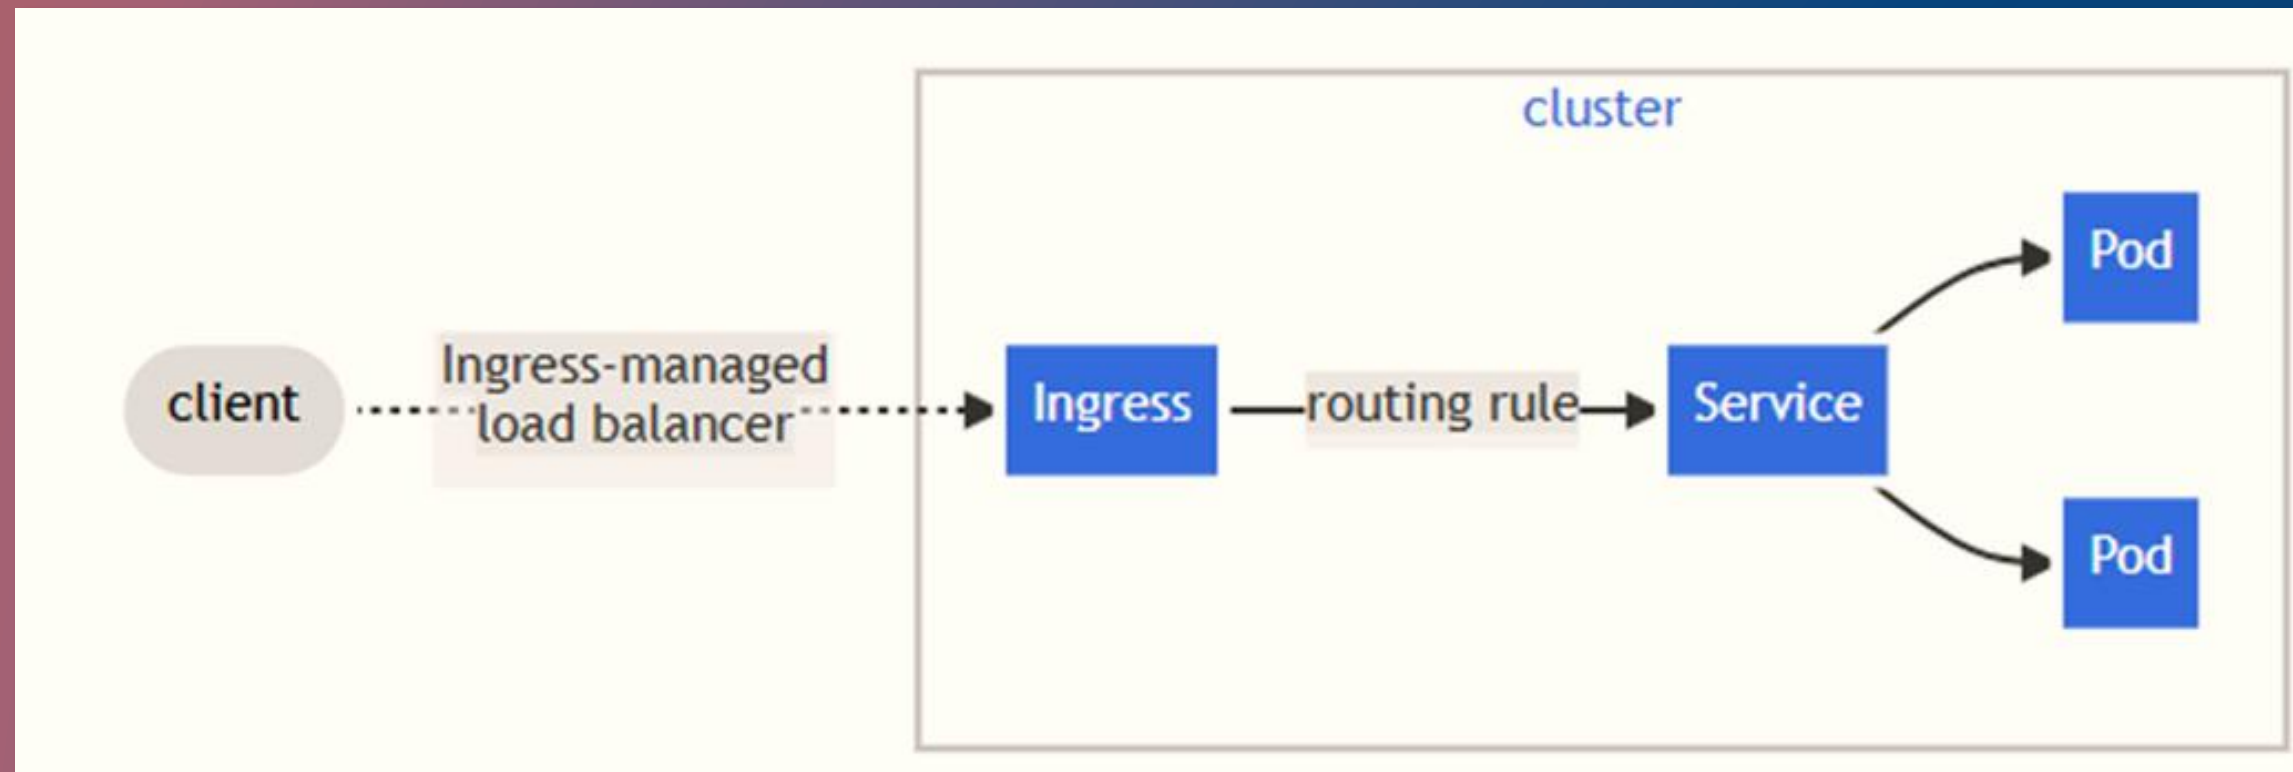 cluster
client
Ingress-managed
load balancer
Ingress
routing rule
Service
Pod
Pod